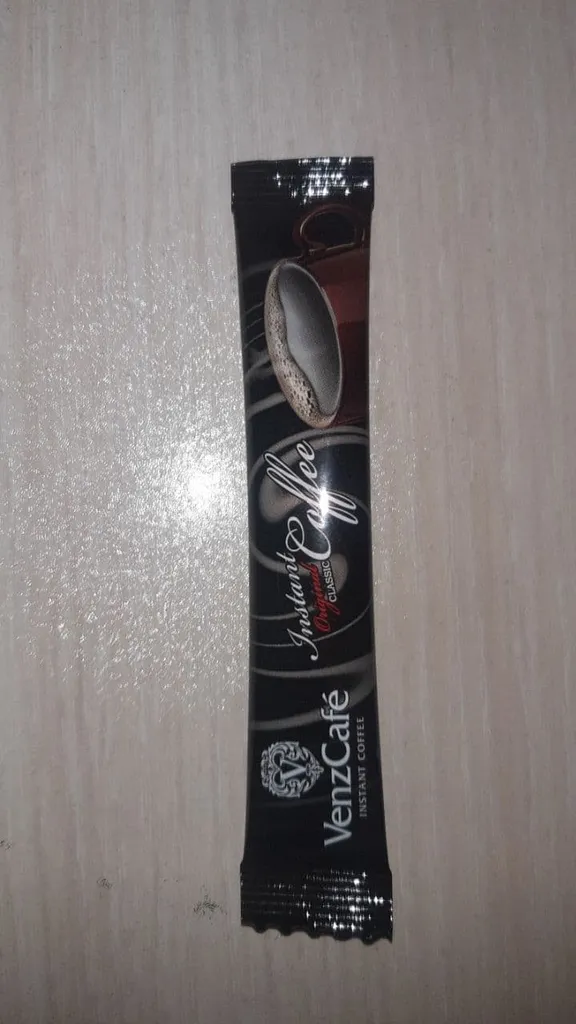 V
VenzCafé
INSTANT COFFEE
Instant
Original
CLASSIC
Coffee